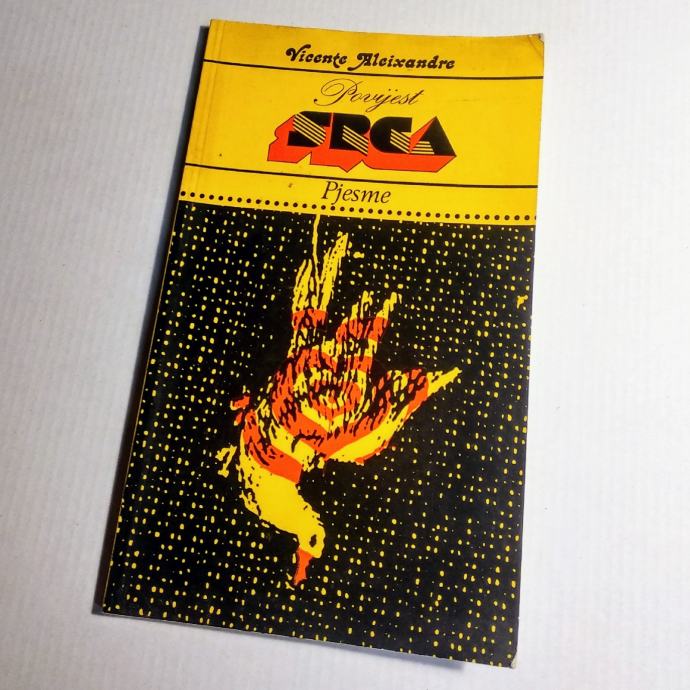 Vicente Aleixandre
Povijest
SRCA
Pjesme